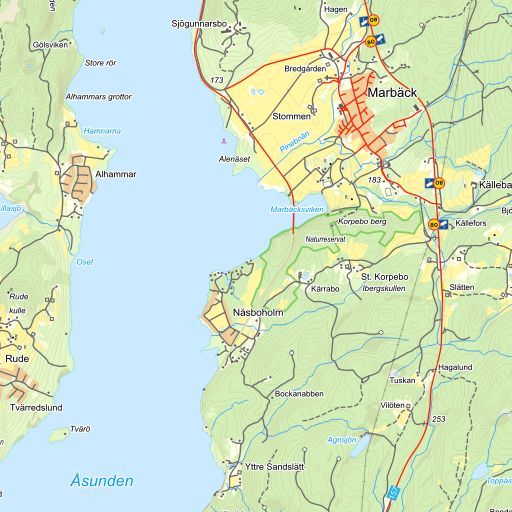 Hagen
Sjögunnarsbo
Gölsviken
Store rör
Bredgården
173
Marbäck
Alhammars grottor
Stommen
Hamnarna
Pineboån
Alenäset
Alhammar
183
Källeba
Marbäcksviken
Korpebo berg
Källefors
Naturreservat
Oset
St. Korpebo
Ibergskullen
Kärrabo
Slätten
Rude
kulle
Näsboholm
Rude
Hagalund
Tuskan
Bockanabben
Vilöten
Tvärredslund
253
Tvärö
Agnsjön
Yttre Sandslätt
Åsunden
157